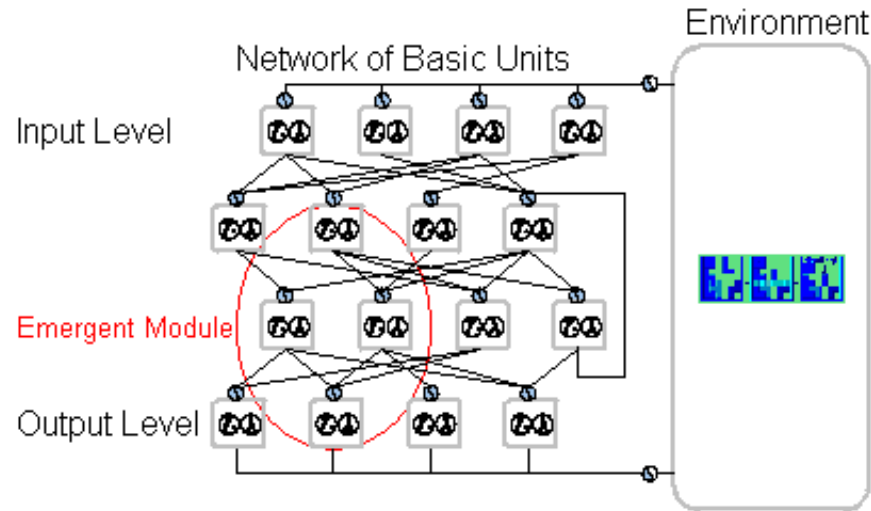 Environment
Network of Basic Units
Input Level
Emergent Module
Output Level